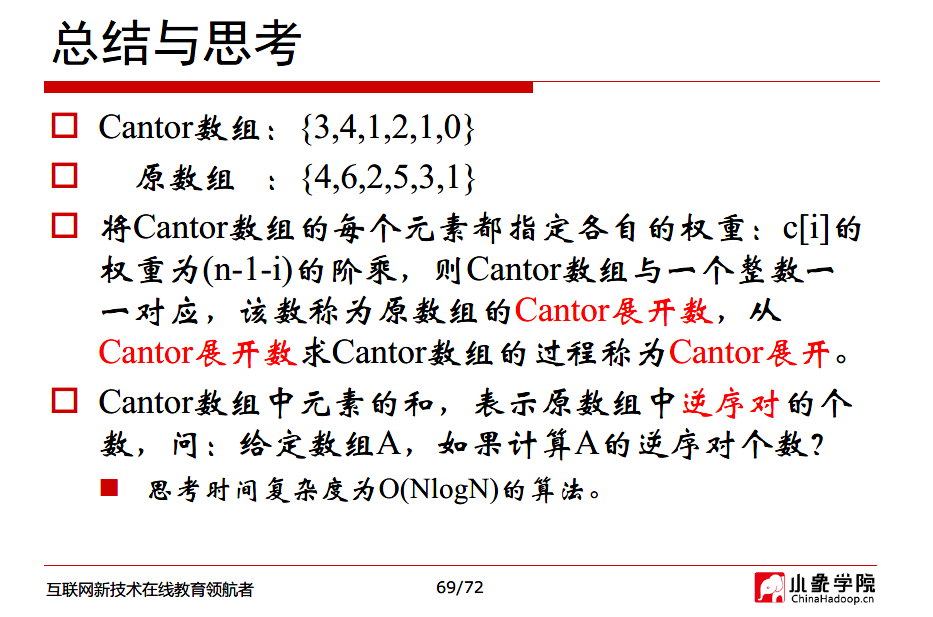 总结与思考
Cantor数组：{3,4,1,2,1,0}
原数组 ：{4,6,2,5,3,1}
将Cantor数组的每个元素都指定各自的权重：c[i]的
权重为(n-1-i)的阶乘，则Cantor数组与一个整数一
一对应，该数称为原数组的Cantor展开数，从
Cantor展开数求Cantor数组的过程称为Cantor展开。
Cantor数组中元素的和，表示原数组中逆序对的个
数，问：给定数组A，如果计算A的逆序对个数？
思考时间复杂度为O(NlogN)的算法。
互联网新技术在线教育领航者
69/72
小象学院
ChinaHadoop.cn